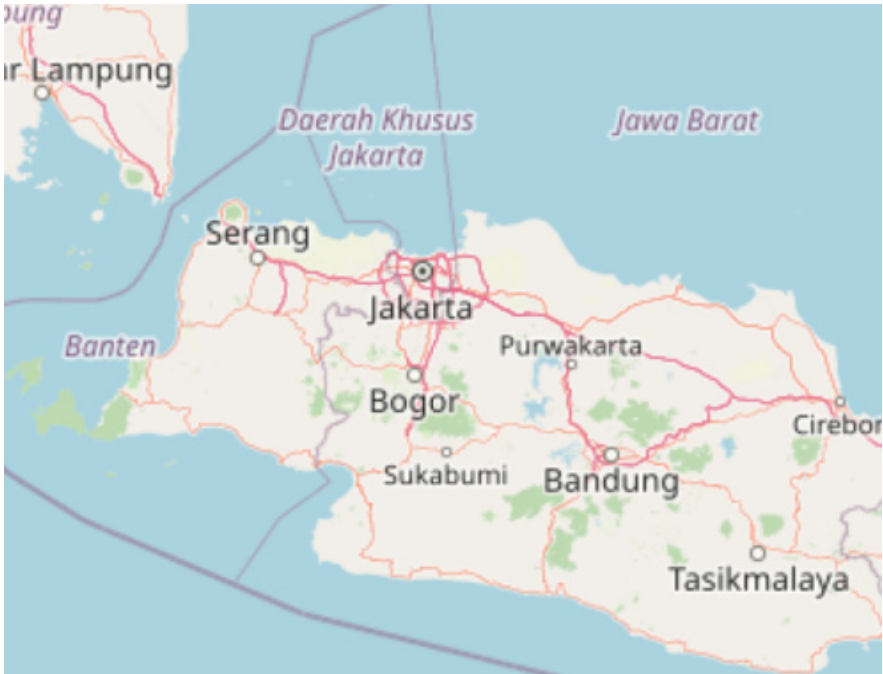 pung
ar Lampung
Daerah Khusus
Jakarta
Jawa Barat
Serang
Jakarta
Banten
Purwakarta
Bogor
Cirebon
Sukabumi
Bandung
Tasikmalaya